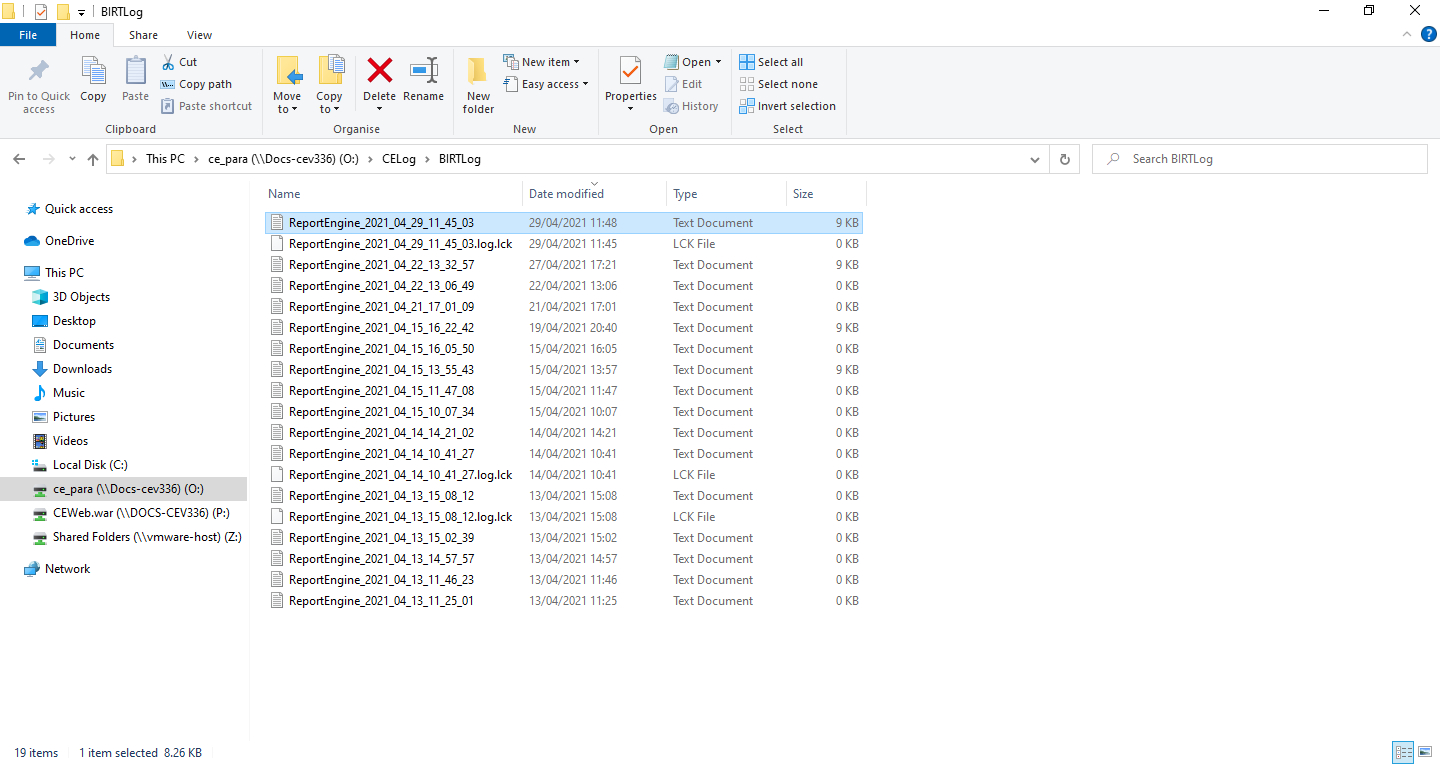 BIRTLog
File Home Share View
Pin to Quick access
Copy
Paste
Cut
Copy path
Paste shortcut
Clipboard
Move to
Copy to
Delete
Rename
Organise
New folder
New item
Easy access
New
Properties
Open
Edit
History
Open
Select all
Select none
Invert selection
Select
This PC > ce_para (\\Docs-cev336) (O:) > CELog > BIRTLog
Search BIRTLog
Quick access
OneDrive
This PC
3D Objects
Desktop
Documents
Downloads
Music
Pictures
Videos
Local Disk (C:)
ce_para (\\Docs-cev336) (O:)
CEWeb.war (\\DOCS-CEV336) (P:)
Shared Folders (\\vmware-host) (Z:)
Network
Name Date modified Type Size
ReportEngine_2021_04_29_11_45_03 29/04/2021 11:48 Text Document 9 KB
ReportEngine_2021_04_29_11_45_03.log.lck 29/04/2021 11:45 LCK File 0 KB
ReportEngine_2021_04_22_13_32_57 27/04/2021 17:21 Text Document 9 KB
ReportEngine_2021_04_22_13_06_49 22/04/2021 13:06 Text Document 0 KB
ReportEngine_2021_04_21_17_01_09 21/04/2021 17:01 Text Document 0 KB
ReportEngine_2021_04_15_16_22_42 19/04/2021 20:40 Text Document 9 KB
ReportEngine_2021_04_15_16_05_50 15/04/2021 16:05 Text Document 0 KB
ReportEngine_2021_04_15_13_55_43 15/04/2021 13:57 Text Document 9 KB
ReportEngine_2021_04_15_11_47_08 15/04/2021 11:47 Text Document 0 KB
ReportEngine_2021_04_15_10_07_34 15/04/2021 10:07 Text Document 0 KB
ReportEngine_2021_04_14_14_21_02 14/04/2021 14:21 Text Document 0 KB
ReportEngine_2021_04_14_10_41_27 14/04/2021 10:41 Text Document 0 KB
ReportEngine_2021_04_14_10_41_27.log.lck 14/04/2021 10:41 LCK File 0 KB
ReportEngine_2021_04_13_15_08_12 13/04/2021 15:08 Text Document 0 KB
ReportEngine_2021_04_13_15_08_12.log.lck 13/04/2021 15:08 LCK File 0 KB
ReportEngine_2021_04_13_15_02_39 13/04/2021 15:02 Text Document 0 KB
ReportEngine_2021_04_13_14_57_57 13/04/2021 14:57 Text Document 0 KB
ReportEngine_2021_04_13_11_46_23 13/04/2021 11:46 Text Document 0 KB
ReportEngine_2021_04_13_11_25_01 13/04/2021 11:25 Text Document 0 KB
19 items 1 item selected 8.26 KB